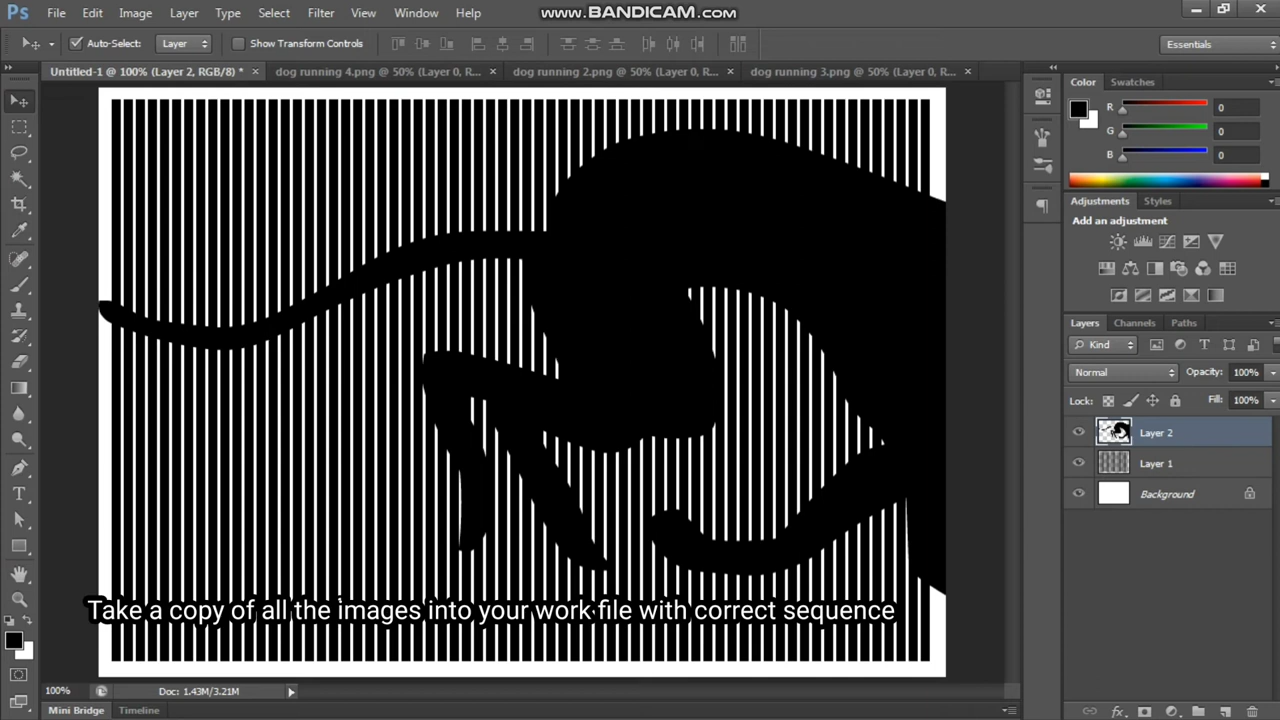 Ps File Edit Image Layer Type Select Filter View Window Help
www.BANDICAM.com
Auto-Select: Layer Show Transform Controls Essentials
Untitled-1 @ 100% (Layer 2, RGB/8) * × dog running 4.png @ 50% (Layer 0, R... × dog running 2.png @ 50% (Layer 0, R... × dog running 3.png @ 50% (Layer 0, R... ×
Color Swatches
R 0
G 0
B 0
Adjustments Styles
Add an adjustment
Layers Channels Paths
Kind
Normal Opacity: 100%
Lock: Fill: 100%
Layer 2
Layer 1
Background
Take a copy of all the images into your work file with correct sequence
100% Doc: 1.43M/3.21M
Mini Bridge Timeline